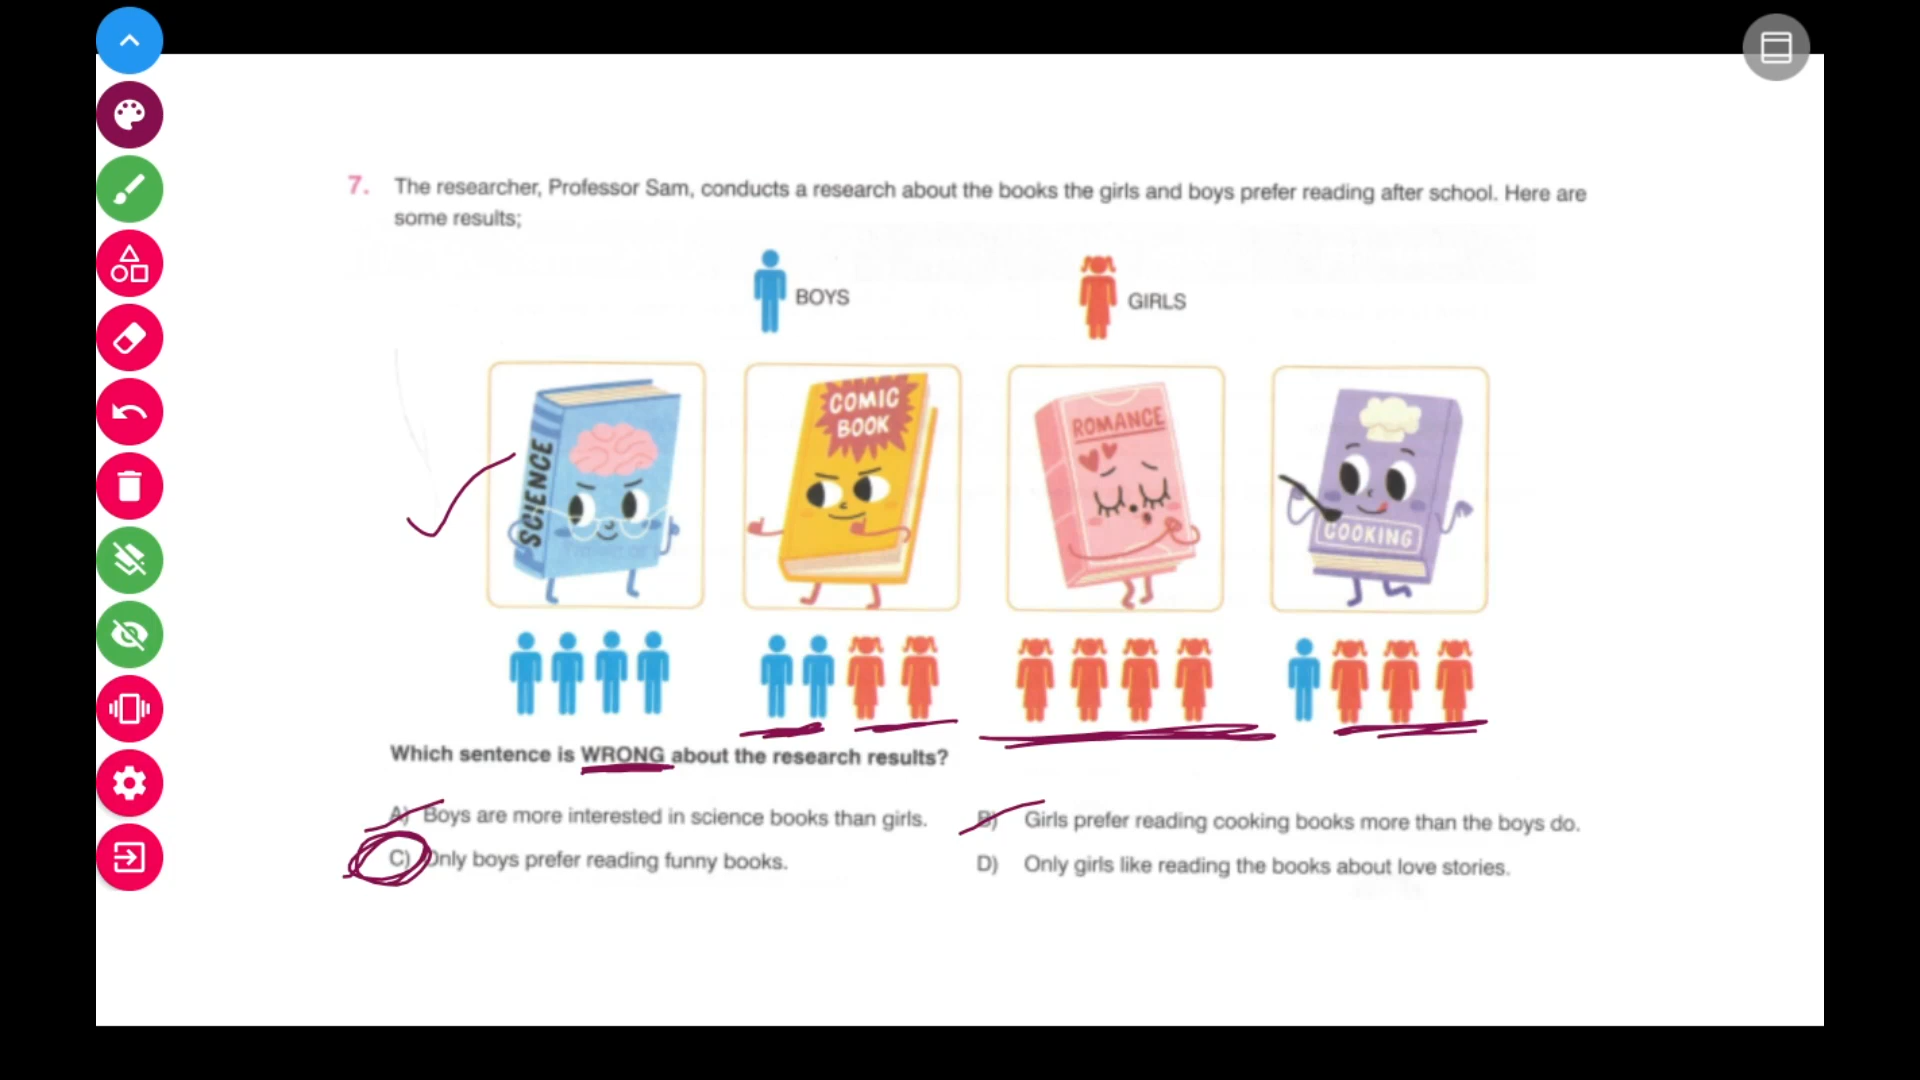 7. The researcher, Professor Sam, conducts a research about the books the girls and boys prefer reading after school. Here are
some results;
BOYS
GIRLS
SCIENCE
COMIC
BOOK
ROMANCE
COOKING
Which sentence is WRONG about the research results?
A) Boys are more interested in science books than girls.
B) Girls prefer reading cooking books more than the boys do.
C) Only boys prefer reading funny books.
D) Only girls like reading the books about love stories.